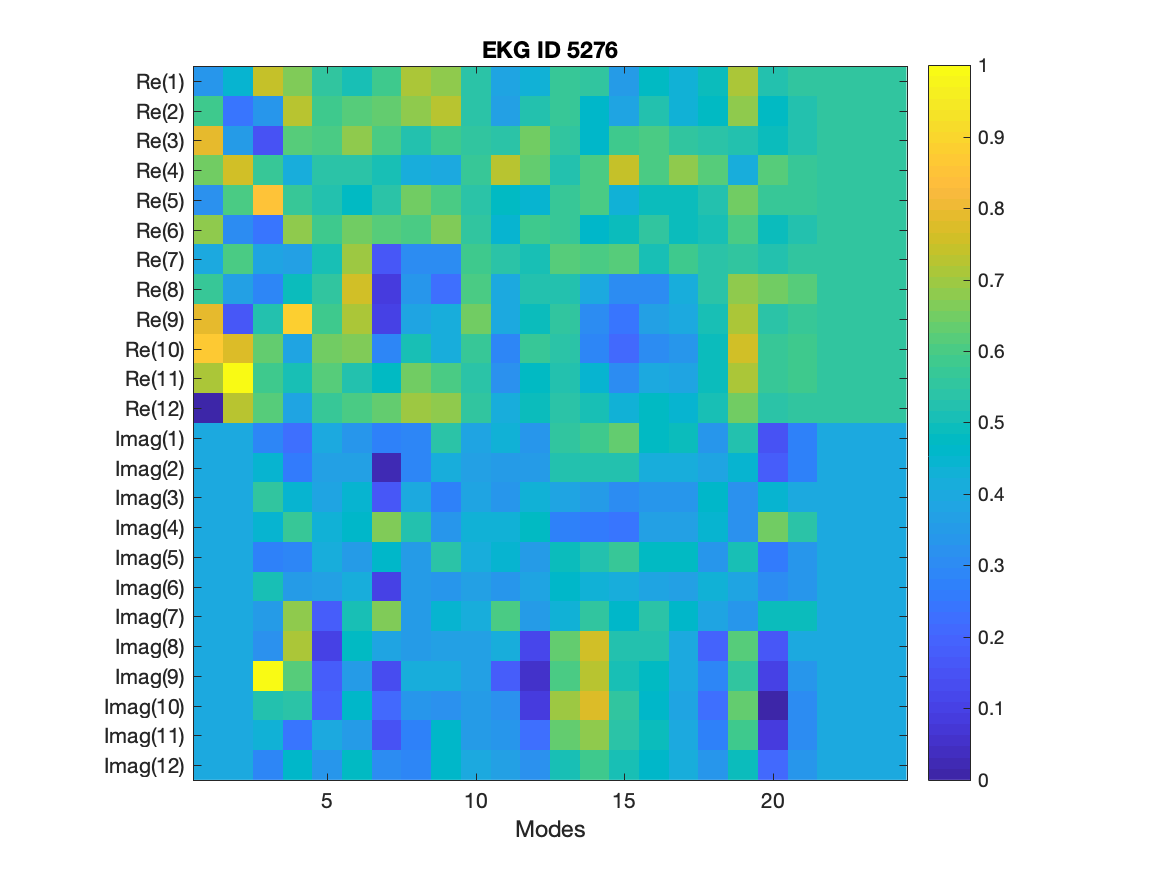 EKG ID 5276
Re(1)
Re(2)
Re(3)
Re(4)
Re(5)
Re(6)
Re(7)
Re(8)
Re(9)
Re(10)
Re(11)
Re(12)
Imag(1)
Imag(2)
Imag(3)
Imag(4)
Imag(5)
Imag(6)
Imag(7)
Imag(8)
Imag(9)
Imag(10)
Imag(11)
Imag(12)
5 10 15 20
Modes
1
0.9
0.8
0.7
0.6
0.5
0.4
0.3
0.2
0.1
0